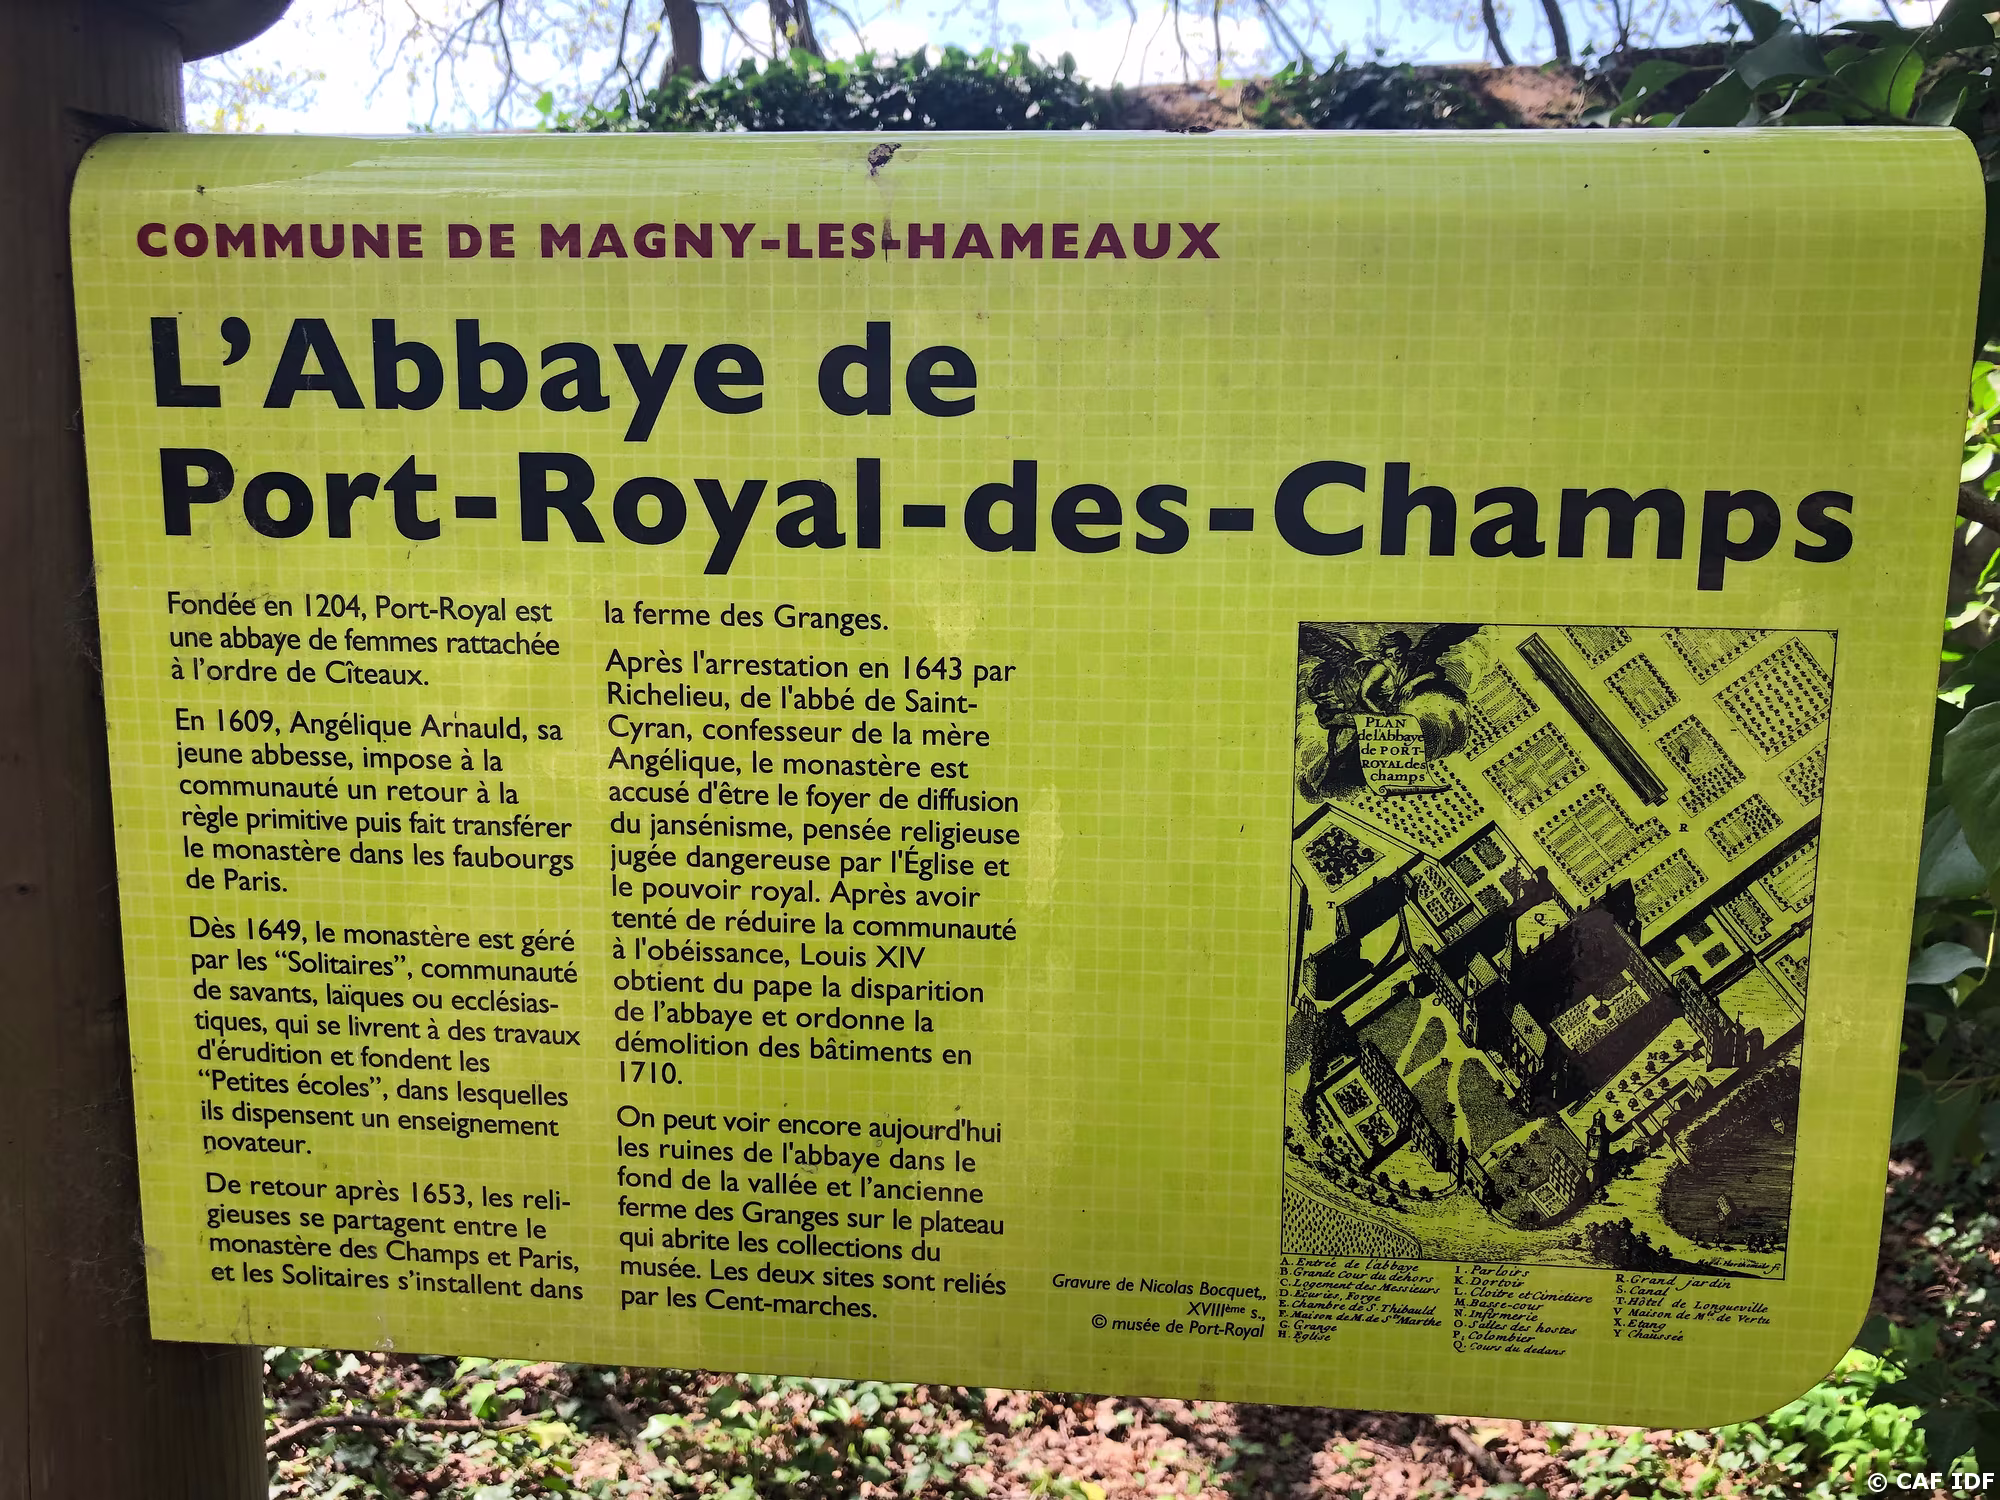 COMMUNE DE MAGNY-LES-HAMEAUX
L'Abbaye de
Port-Royal-des-Champs
Fondée en 1204, Port-Royal est
une abbaye de femmes rattachée
à l'ordre de Cîteaux.
En 1609, Angélique Arnauld, sa
jeune abbesse, impose à la
communauté un retour à la
règle primitive puis fait transférer
le monastère dans les faubourgs
de Paris.
Dès 1649, le monastère est géré
par les “Solitaires”, communauté
de savants, laïques ou ecclésias-
tiques, qui se livrent à des travaux
d'érudition et fondent les
“Petites écoles”, dans lesquelles
ils dispensent un enseignement
novateur.
De retour après 1653, les reli-
gieuses se partagent entre le
monastère des Champs et Paris,
et les Solitaires s'installent dans
la ferme des Granges.
Après l'arrestation en 1643 par
Richelieu, de l'abbé de Saint-
Cyran, confesseur de la mère
Angélique, le monastère est
accusé d'être le foyer de diffusion
du jansénisme, pensée religieuse
jugée dangereuse par l'Église et
le pouvoir royal. Après avoir
tenté de réduire la communauté
à l'obéissance, Louis XIV
obtient du pape la disparition
de l'abbaye et ordonne la
démolition des bâtiments en
1710.
On peut voir encore aujourd'hui
les ruines de l'abbaye dans le
fond de la vallée et l'ancienne
ferme des Granges sur le plateau
qui abrite les collections du
musée. Les deux sites sont reliés
par les Cent-marches.
PLAN
de l'Abbaye
de PORT-
ROYAL des
champs
Gravure de Nicolas Bocquet,,
XVIIIème s.,
© musée de Port-Royal
A. Entrée de l'abbaye
B. Grande Cour du dehors
C. Logement des Messieurs
D. Ecuries, Forge
E. Chambre de S. Thibauld
F. Maison de M. de Ste Marthe
G. Grange
H. Eglise
I. Parloirs
K. Dortoir
L. Cloitre et Cimetiere
M. Basse-cour
N. Infirmerie
O. Salles des hostes
P. Colombier
Q. Cours du dedans
R. Grand jardin
S. Canal
T. Hôtel de Longueville
V Maison de Mlle de Vertu
X. Etang
Y Chaussée
© CAF IDF